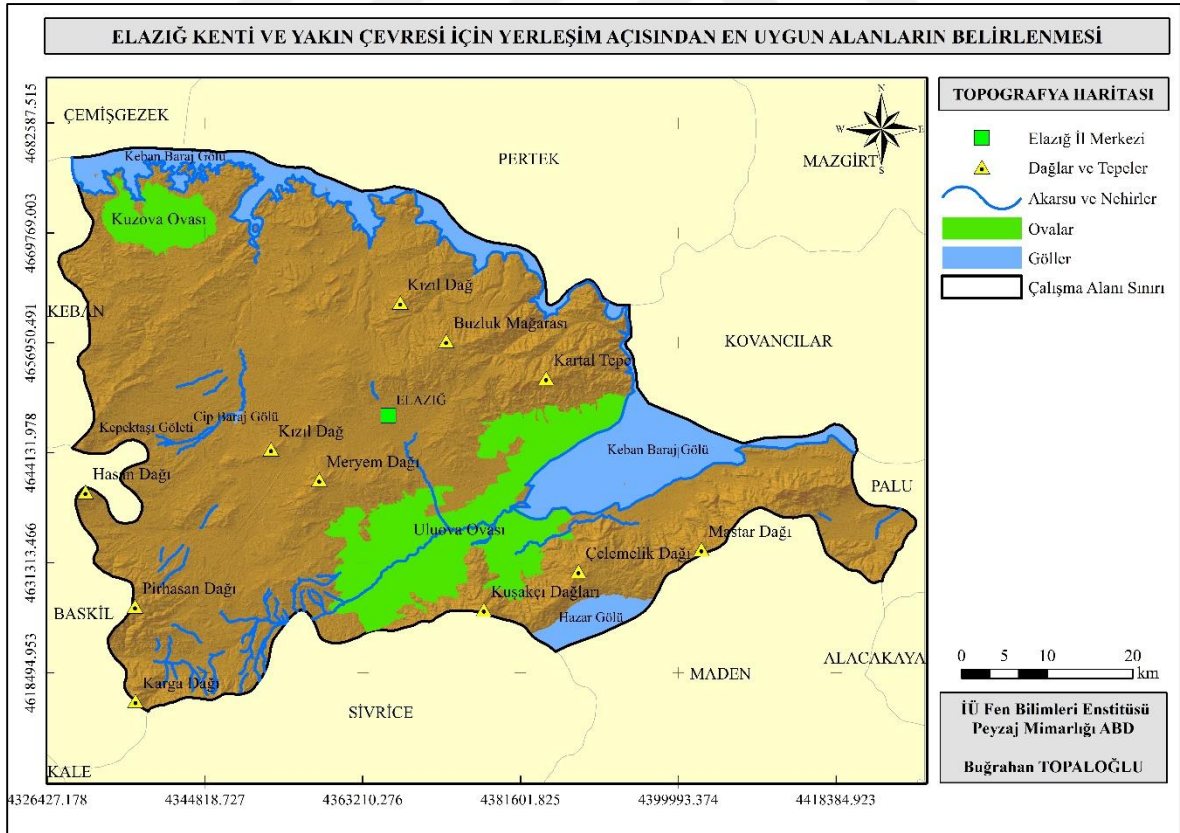 ELAZIĞ KENTİ VE YAKIN ÇEVRESİ İÇİN YERLEŞİM AÇISINDAN EN UYGUN ALANLARIN BELİRLENMESİ
TOPOGRAFYA HARİTASI
Elazığ İl Merkezi
Dağlar ve Tepeler
Akarsu ve Nehirler
Ovalar
Göller
Çalışma Alanı Sınırı
N
W
E
S
ÇEMİŞGEZEK
PERTEK
MAZGİRT
Keban Baraj Gölü
Kuzova Ovası
KEBAN
Kızıl Dağ
Buzluk Mağarası
KOVANCILAR
Kartal Tepe
ELAZIĞ
Cip Baraj Gölü
Kepektaşı Göleti
Kızıl Dağ
Keban Baraj Gölü
Hasan Dağı
Meryem Dağı
PALU
Uluova Ovası
Mastar Dağı
Çelemelik Dağı
Pirhasan Dağı
BASKİL
Kuşakçı Dağları
Hazar Gölü
ALACAKAYA
MADEN
Karga Dağı
SİVRİCE
KALE
4682587.515
4669769.003
4656950.491
4644131.978
4631313.466
4618494.953
4326427.178
4344818.727
4363210.276
4381601.825
4399993.374
4418384.923
0 5 10 20
km
İÜ Fen Bilimleri Enstitüsü
Peyzaj Mimarlığı ABD
Buğrahan TOPALOĞLU